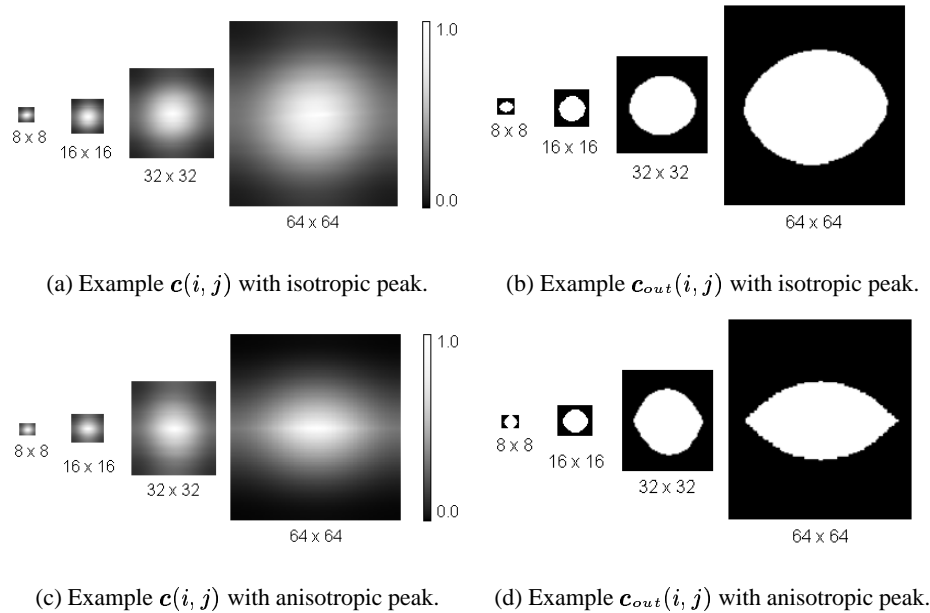 1.0
8 x 8
16 x 16
32 x 32
0.0
64 x 64
8 x 8
16 x 16
32 x 32
64 x 64
(a) Example c(i, j) with isotropic peak.
(b) Example c_out(i, j) with isotropic peak.
1.0
8 x 8
16 x 16
32 x 32
0.0
64 x 64
8 x 8
16 x 16
32 x 32
64 x 64
(c) Example c(i, j) with anisotropic peak.
(d) Example c_out(i, j) with anisotropic peak.